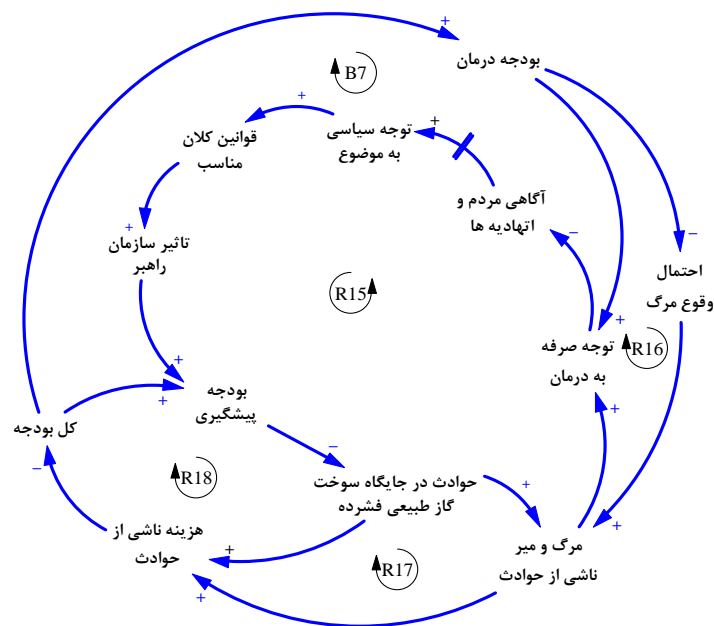 +
بودجه درمان
B7
+
+
توجه سیاسی
به موضوع
قوانین کلان
مناسب
آگاهی مردم و
اتهادیه ها
+
تاثیر سازمان
راهبر
–
–
احتمال
وقوع مرگ
R15
+
توجه صرفه
به درمان
R16
+
بودجه
پیشگیری
+
+
کل بودجه
–
–
R18
حوادث در جایگاه سوخت
گاز طبیعی فشرده
+
هزینه ناشی از
حوادث
+
+
+
مرگ و میر
ناشی از حوادث
R17
+